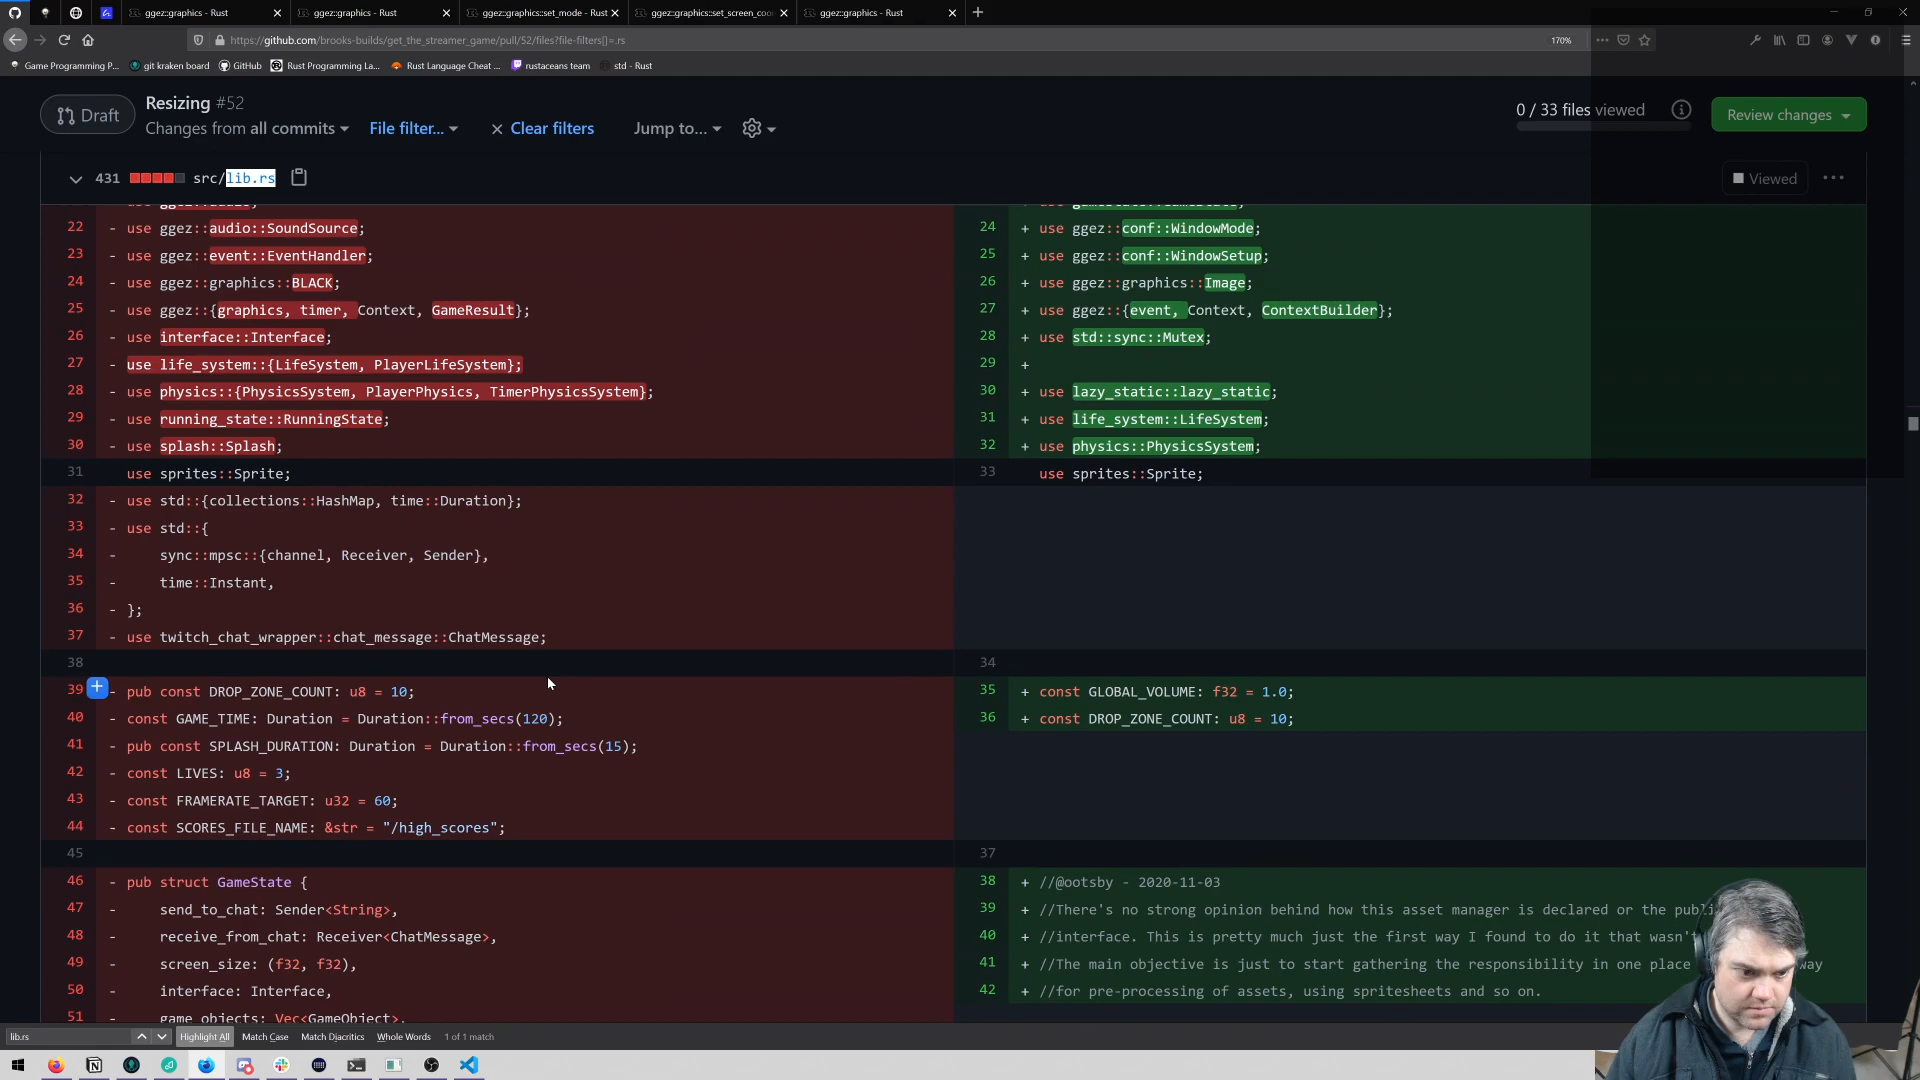 ggez::graphics - Rust
ggez::graphics - Rust
ggez::graphics::set_mode - Rust
ggez::graphics::set_screen_coo
ggez::graphics - Rust
https://github.com/brooks-builds/get_the_streamer_game/pull/52/files?file-filters[]=.rs
170%
Game Programming P...
git kraken board
GitHub
Rust Programming La...
Rust Language Cheat ...
rustaceans team
std - Rust
Draft
Resizing #52
Changes from all commits
File filter...
Clear filters
Jump to...
0 / 33 files viewed
Review changes
431
src/lib.rs
Viewed
22 - use ggez::audio::SoundSource;
23 - use ggez::event::EventHandler;
24 - use ggez::graphics::BLACK;
25 - use ggez::{graphics, timer, Context, GameResult};
26 - use interface::Interface;
27 - use life_system::{LifeSystem, PlayerLifeSystem};
28 - use physics::{PhysicsSystem, PlayerPhysics, TimerPhysicsSystem};
29 - use running_state::RunningState;
30 - use splash::Splash;
31 use sprites::Sprite;
32 - use std::{collections::HashMap, time::Duration};
33 - use std::{
34 - sync::mpsc::{channel, Receiver, Sender},
35 - time::Instant,
36 - };
37 - use twitch_chat_wrapper::chat_message::ChatMessage;
38
39 - pub const DROP_ZONE_COUNT: u8 = 10;
40 - const GAME_TIME: Duration = Duration::from_secs(120);
41 - pub const SPLASH_DURATION: Duration = Duration::from_secs(15);
42 - const LIVES: u8 = 3;
43 - const FRAMERATE_TARGET: u32 = 60;
44 - const SCORES_FILE_NAME: &str = "/high_scores";
45
46 - pub struct GameState {
47 - send_to_chat: Sender<String>,
48 - receive_from_chat: Receiver<ChatMessage>,
49 - screen_size: (f32, f32),
50 - interface: Interface,
51 game_objects: Vec<GameObject>,
24 + use ggez::conf::WindowMode;
25 + use ggez::conf::WindowSetup;
26 + use ggez::graphics::Image;
27 + use ggez::{event, Context, ContextBuilder};
28 + use std::sync::Mutex;
29 +
30 + use lazy_static::lazy_static;
31 + use life_system::LifeSystem;
32 + use physics::PhysicsSystem;
33 use sprites::Sprite;
34
35 + const GLOBAL_VOLUME: f32 = 1.0;
36 + const DROP_ZONE_COUNT: u8 = 10;
37
38 + //@ootsby - 2020-11-03
39 + //There's no strong opinion behind how this asset manager is declared or the publi
40 + //interface. This is pretty much just the first way I found to do it that wasn'
41 + //The main objective is just to start gathering the responsibility in one place way
42 + //for pre-processing of assets, using spritesheets and so on.
lib.rs
Highlight All
Match Case
Match Diacritics
Whole Words
1 of 1 match